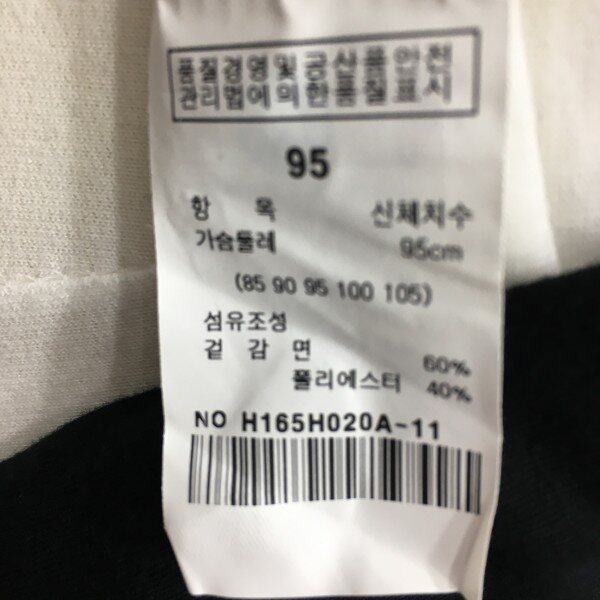 품질경영및공산품안전
관리법에의한품질표시
95
항 목 신체치수
가슴둘레 95cm
(85 90 95 100 105)
섬유조성
겉 감 면 60%
폴리에스터 40%
NO H165H020A-11